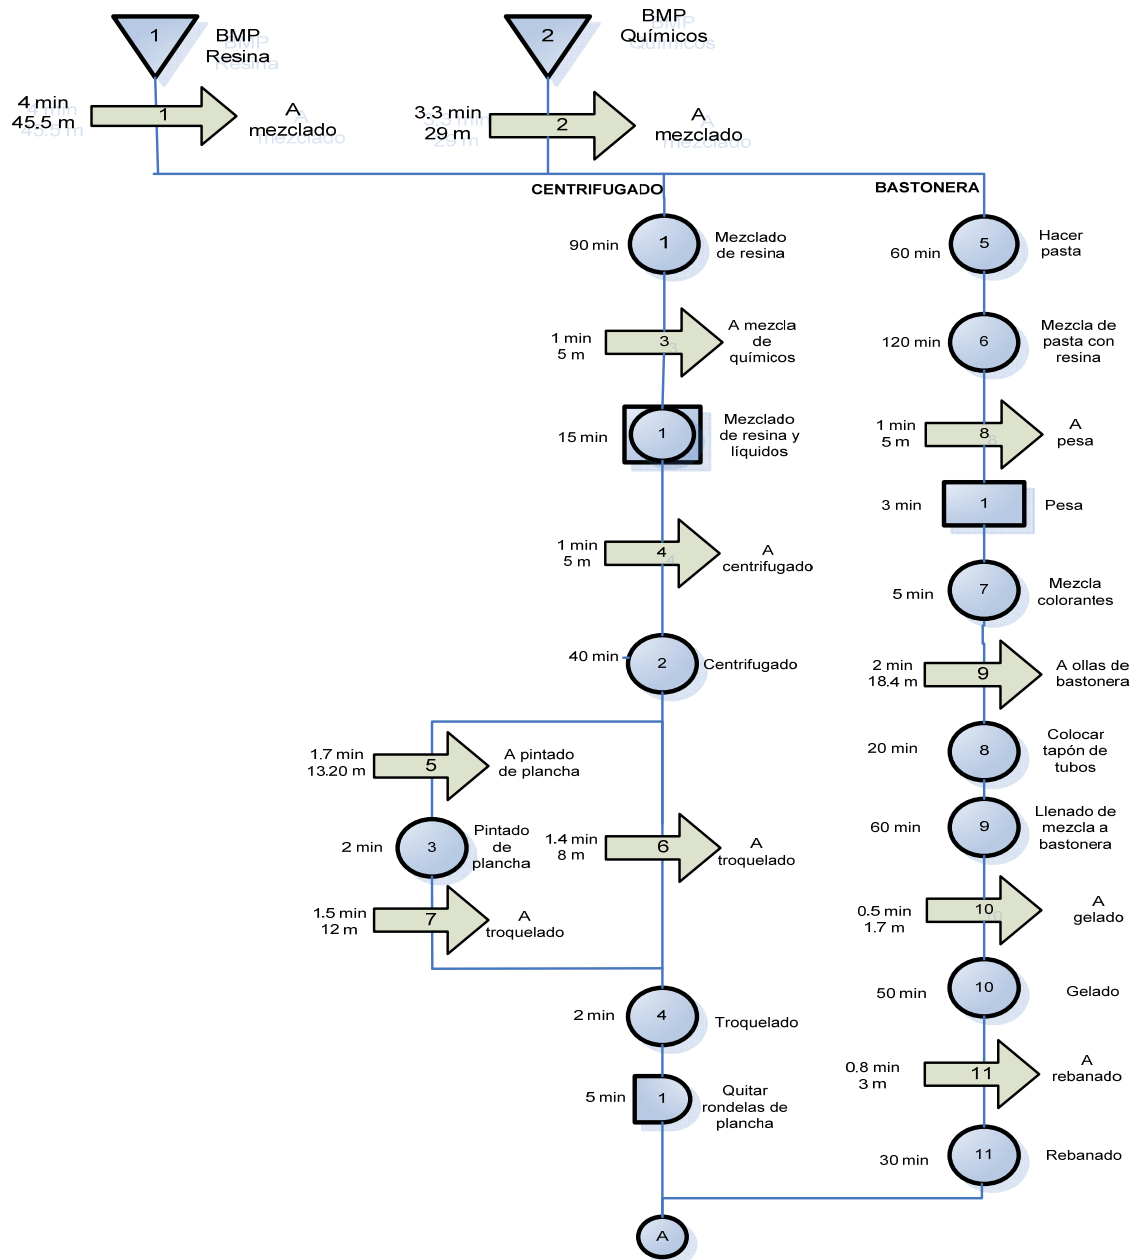 1
BMP
Resina
2
BMP
Químicos
4 min
45.5 m
1
A
mezclado
3.3 min
29 m
2
A
mezclado
CENTRIFUGADO
90 min
1
Mezclado
de resina
1 min
5 m
3
A mezcla
de
químicos
15 min
1
Mezclado
de resina y
líquidos
1 min
5 m
4
A
centrifugado
40 min
2
Centrifugado
1.7 min
13.20 m
5
A pintado
de plancha
2 min
3
Pintado
de
plancha
1.5 min
12 m
7
A
troquelado
1.4 min
8 m
6
A
troquelado
2 min
4
Troquelado
5 min
1
Quitar
rondelas de
plancha
BASTONERA
60 min
5
Hacer
pasta
120 min
6
Mezcla de
pasta con
resina
1 min
5 m
8
A
pesa
3 min
1
Pesa
5 min
7
Mezcla
colorantes
2 min
18.4 m
9
A ollas de
bastonera
20 min
8
Colocar
tapón de
tubos
60 min
9
Llenado de
mezcla a
bastonera
0.5 min
1.7 m
10
A
gelado
50 min
10
Gelado
0.8 min
3 m
11
A
rebanado
30 min
11
Rebanado
A